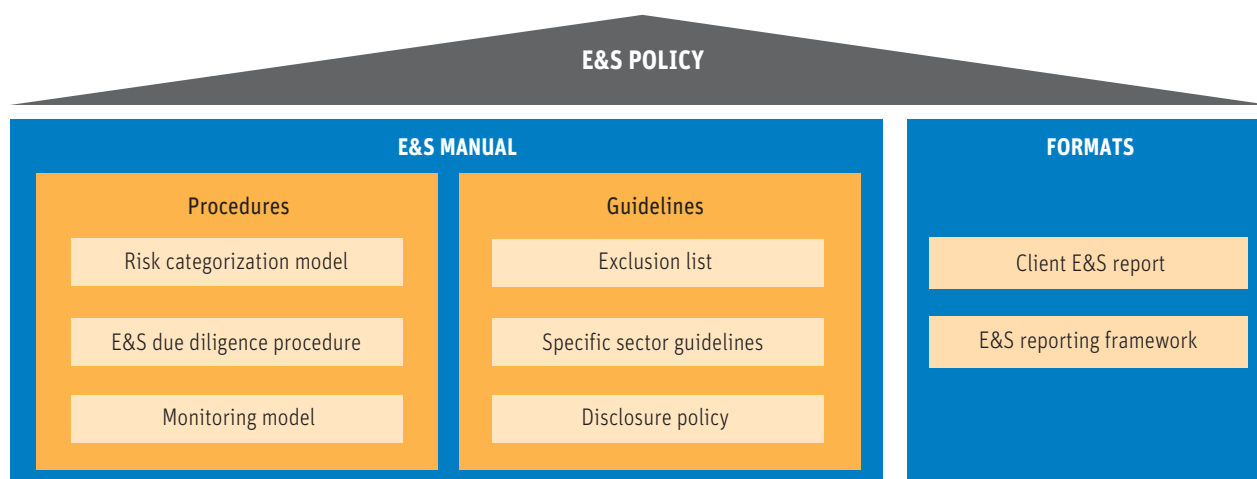 E&S POLICY
E&S MANUAL
Procedures
Risk categorization model
E&S due diligence procedure
Monitoring model
Guidelines
Exclusion list
Specific sector guidelines
Disclosure policy
FORMATS
Client E&S report
E&S reporting framework